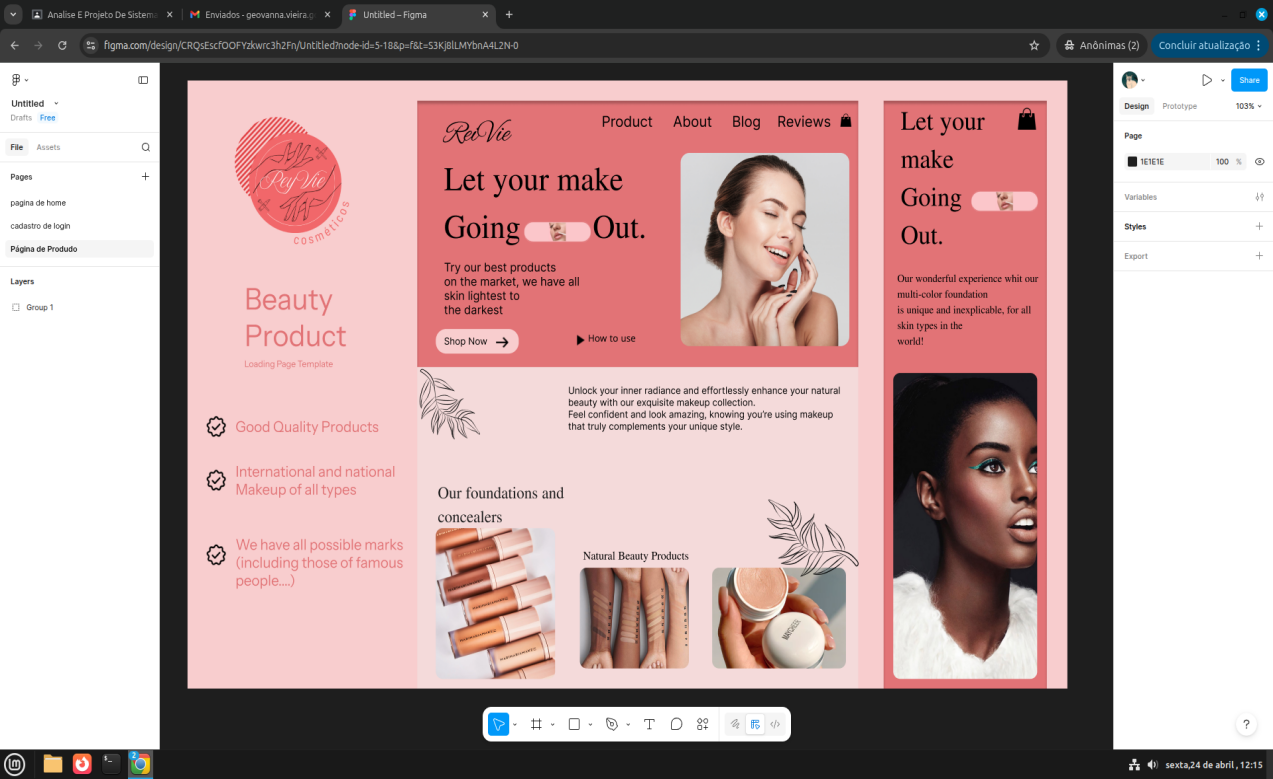 Analise E Projeto De Sistema
Enviados - geovanna.vieira.g
Untitled – Figma
figma.com/design/CRQsEscfOOFYzkwrc3h2Fn/Untitled?node-id=5-18&p=f&t=S3Kj8lLMYbnA4L2N-0
Anônimas (2)
Concluir atualização
Untitled
Drafts
Free
File
Assets
Pages
pagina de home
cadastro de login
Página de Produdo
Layers
Group 1
ReyVie
cosméticos
Beauty
Product
Loading Page Template
Good Quality Products
International and national
Makeup of all types
We have all possible marks
(including those of famous
people....)
ReiVie
Product
About
Blog
Reviews
Let your make
Going
Out.
Try our best products
on the market, we have all
skin lightest to
the darkest
Shop Now
How to use
Unlock your inner radiance and effortlessly enhance your natural
beauty with our exquisite makeup collection.
Feel confident and look amazing, knowing you're using makeup
that truly complements your unique style.
Our foundations and
concealers
Natural Beauty Products
Let your
make
Going
Out.
Our wonderful experience whit our
multi-color foundation
is unique and inexplicable, for all
skin types in the
world!
Share
Design
Prototype
103%
Page
1E1E1E
100
%
Variables
Styles
Export
?
2
sexta,24 de abril , 12:15